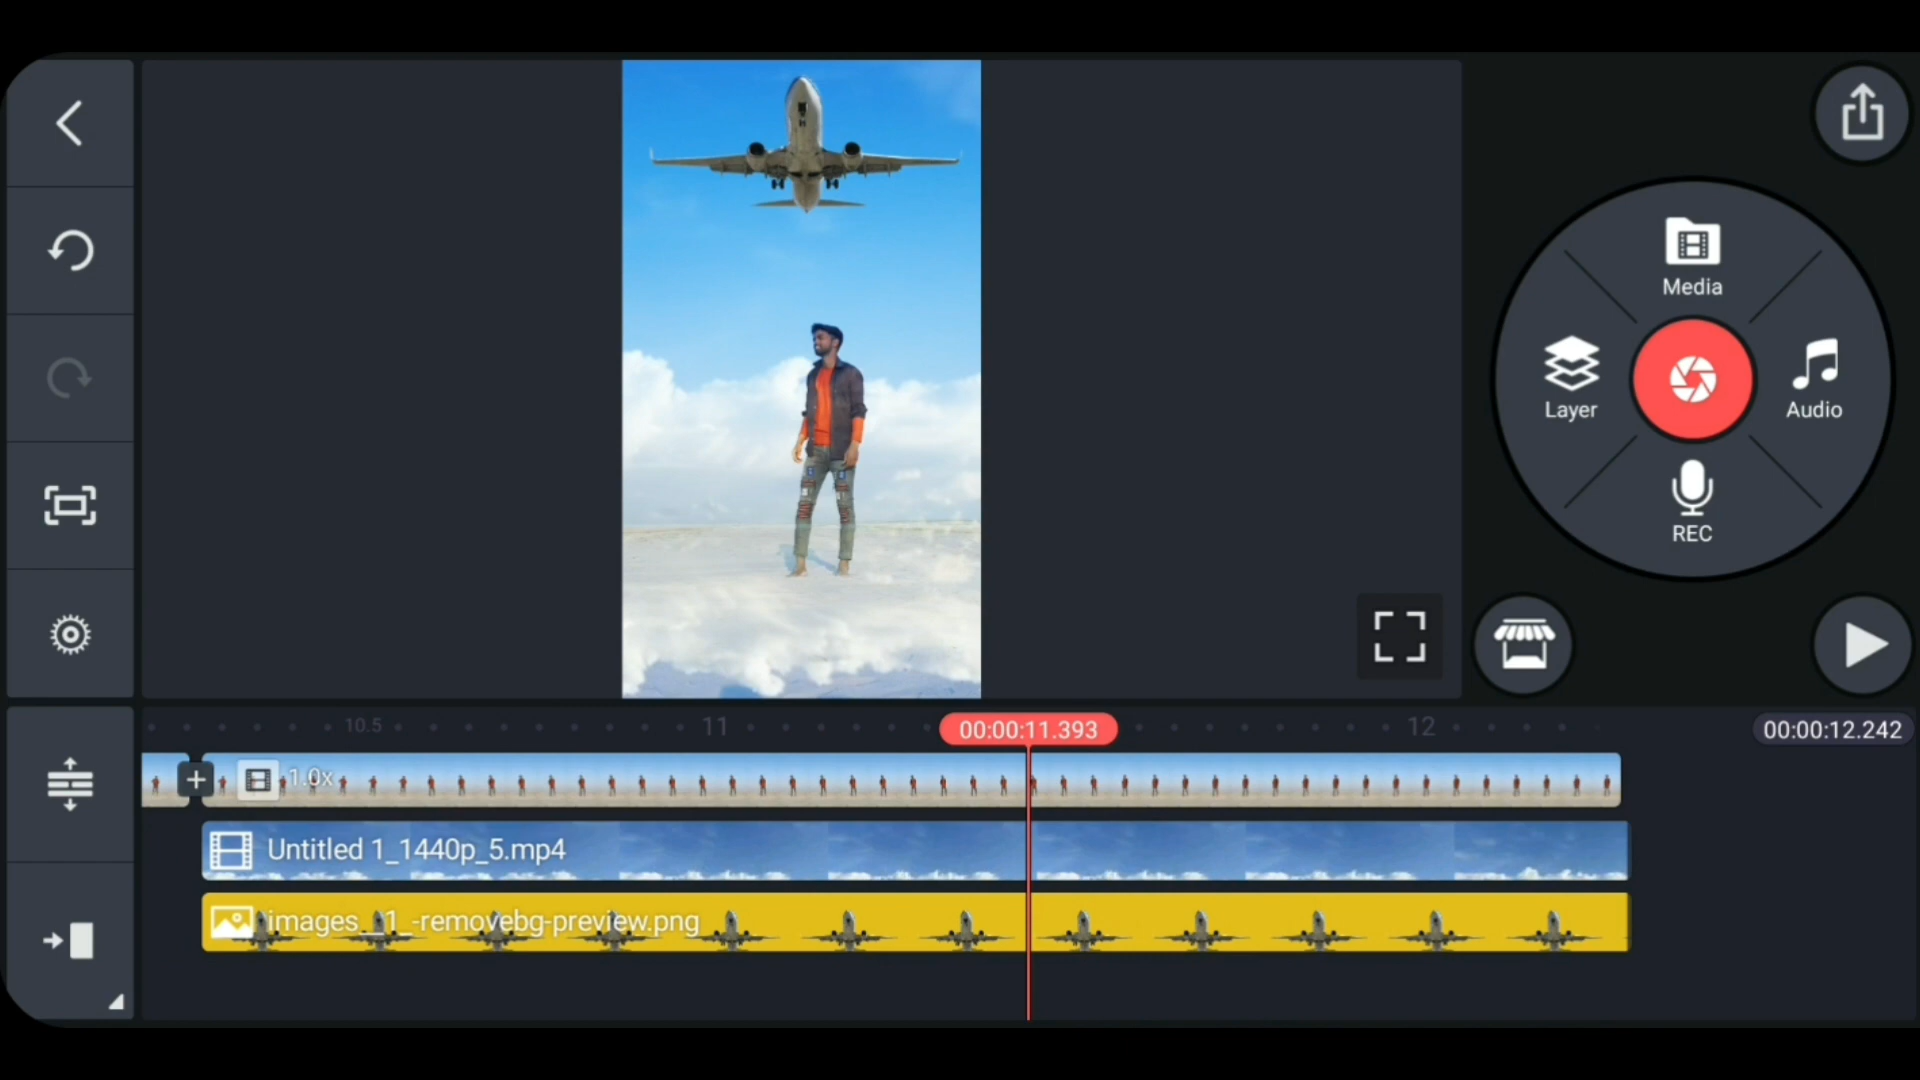 Media
Layer
Audio
REC
10.5
11
00:00:11.393
12
00:00:12.242
1.0x
Untitled 1_1440p_5.mp4
images__1_-removebg-preview.png